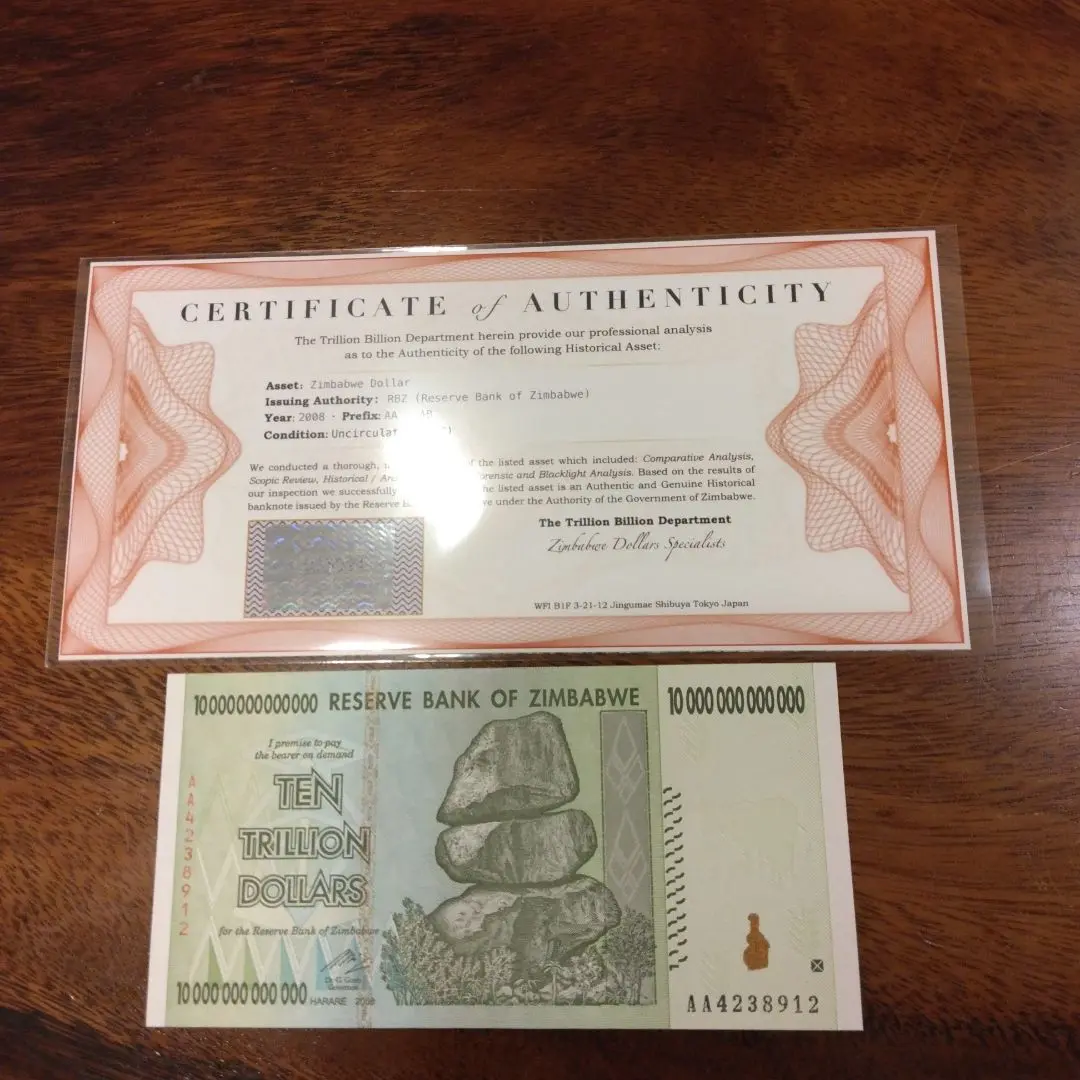 CERTIFICATE of AUTHENTICITY
The Trillion Billion Department herein provide our professional analysis
as to the Authenticity of the following Historical Asset:
Asset: Zimbabwe Dollar
Issuing Authority: RBZ (Reserve Bank of Zimbabwe)
Year: 2008 · Prefix: AA
Condition:
We conducted a thorough, of the listed asset which included: Comparative Analysis,
Scopic Review, Historical / and Blacklight Analysis. Based on the results of
our inspection we successfully listed asset is an Authentic and Genuine Historical
banknote issued by the Reserve under the Authority of the Government of Zimbabwe.
The Trillion Billion Department
Zimbabwe Dollars Specialists
WFI B1F 3-21-12 Jingumae Shibuya Tokyo Japan
10000000000000 RESERVE BANK OF ZIMBABWE 10 000 000 000 000
I promise to pay
the bearer on demand
TEN
TRILLION
DOLLARS
for the Reserve Bank of Zimbabwe
Governor
10 000 000 000 000 HARARE 2008
AA4238912
AA4238912